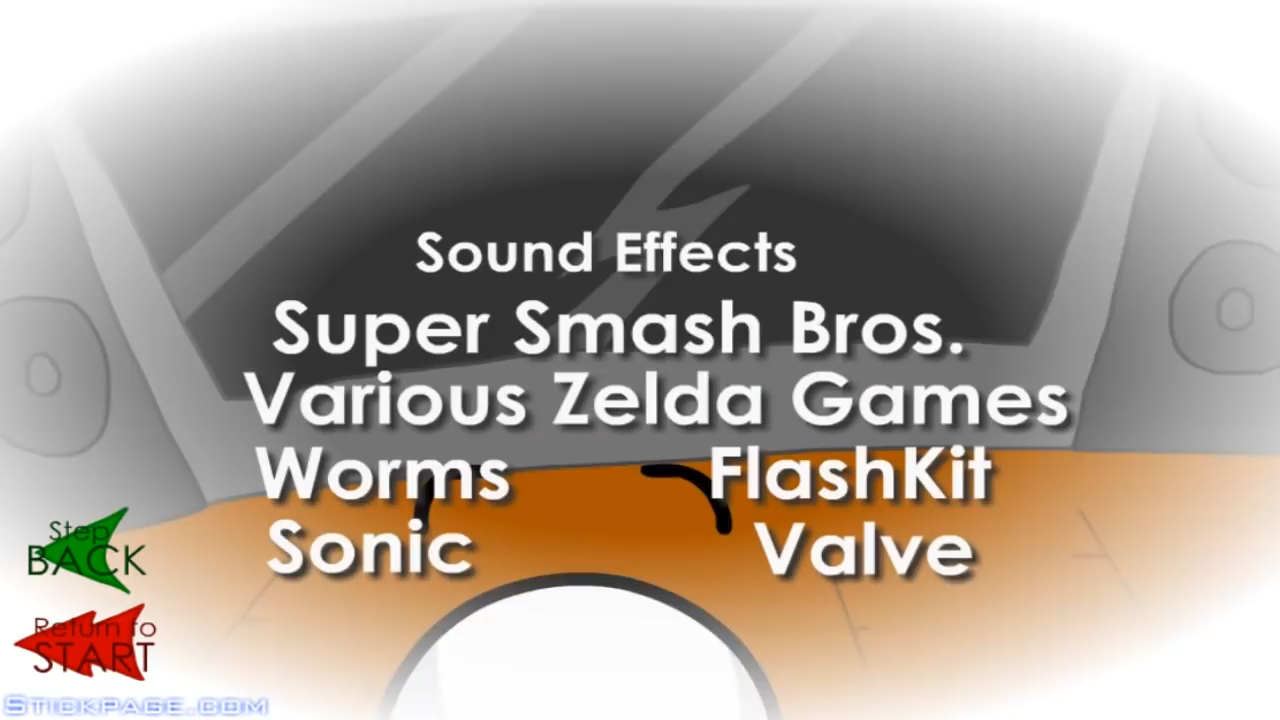 Sound Effects
Super Smash Bros.
Various Zelda Games
Worms FlashKit
Sonic Valve
Step
BACK
Return to
START
STICKPAGE.COM